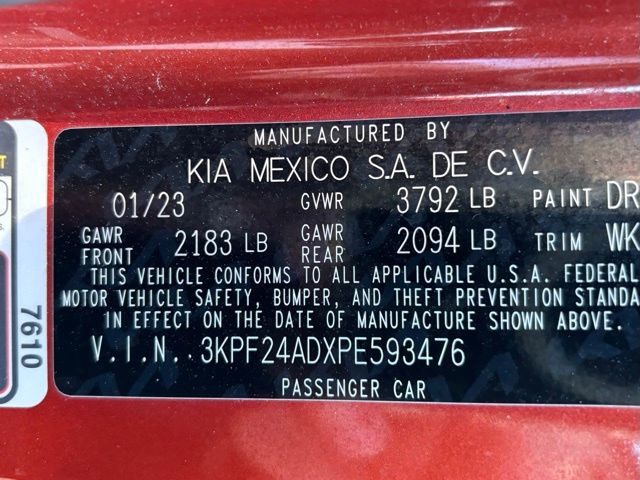 MANUFACTURED BY
KIA MEXICO S.A. DE C.V.
01/23 GVWR 3792 LB PAINT DR
GAWR FRONT 2183 LB GAWR REAR 2094 LB TRIM WK
THIS VEHICLE CONFORMS TO ALL APPLICABLE U.S.A. FEDERAL
MOTOR VEHICLE SAFETY, BUMPER, AND THEFT PREVENTION STANDA
IN EFFECT ON THE DATE OF MANUFACTURE SHOWN ABOVE.
V.I.N.: 3KPF24ADXPE593476
PASSENGER CAR
7610